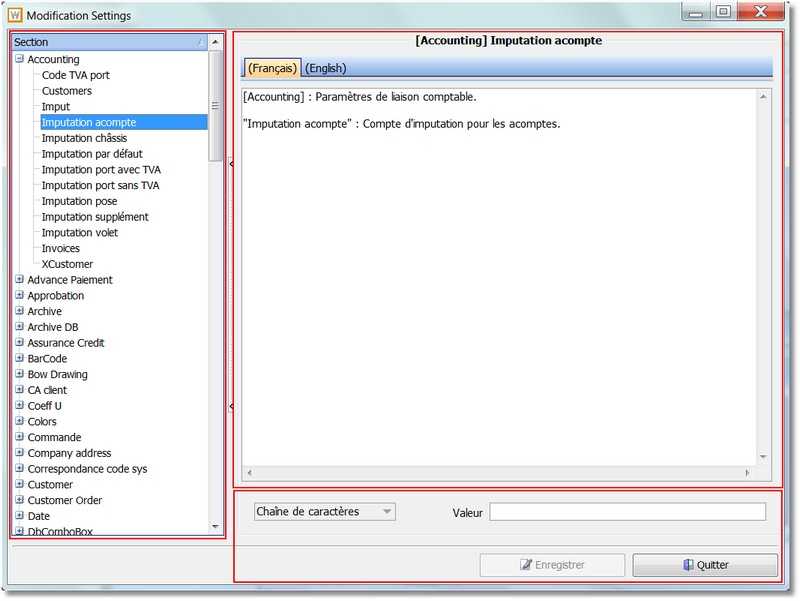 Modification Settings
Section
Accounting
Code TVA port
Customers
Imput
Imputation acompte
Imputation châssis
Imputation par défaut
Imputation port avec TVA
Imputation port sans TVA
Imputation pose
Imputation supplément
Imputation volet
Invoices
XCustomer
Advance Paiement
Approbation
Archive
Archive DB
Assurance Credit
BarCode
Bow Drawing
CA client
Coeff U
Colors
Commande
Company address
Correspondance code sys
Customer
Customer Order
Date
DbComboBox
[Accounting] Imputation acompte
(Français) (English)
[Accounting] : Paramètres de liaison comptable.
"Imputation acompte" : Compte d'imputation pour les acomptes.
Chaîne de caractères Valeur
Enregistrer Quitter